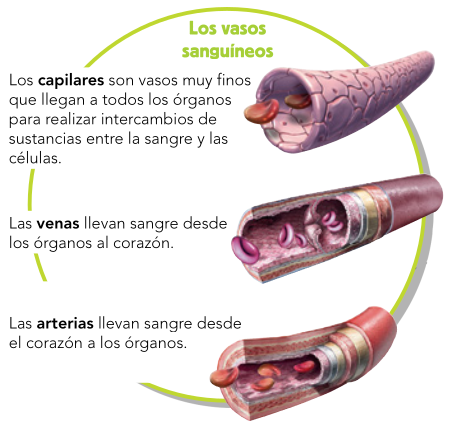 Los vasos
sanguíneos
Los capilares son vasos muy finos
que llegan a todos los órganos
para realizar intercambios de
sustancias entre la sangre y las
células.
Las venas llevan sangre desde
los órganos al corazón.
Las arterias llevan sangre desde
el corazón a los órganos.